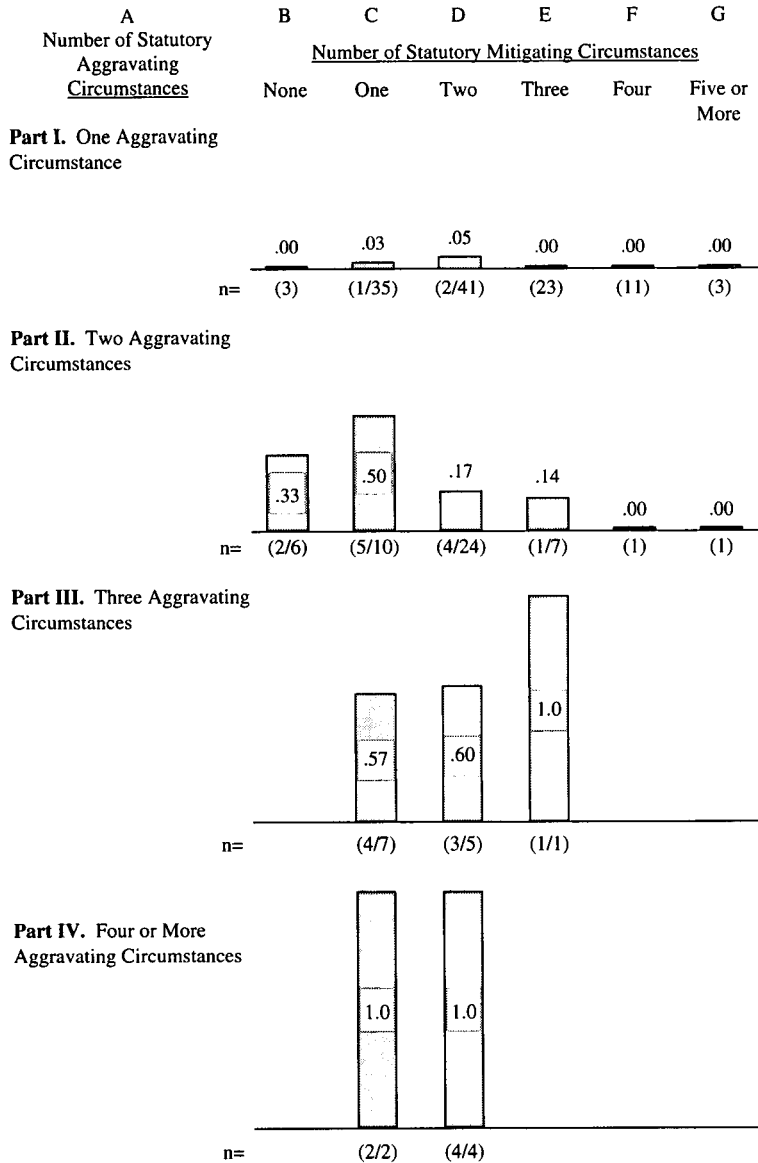 A B C D E F G
Number of Statutory
Aggravating
Circumstances
Number of Statutory Mitigating Circumstances
None One Two Three Four Five or
More
Part I. One Aggravating
Circumstance
.00 .03 .05 .00 .00 .00
n= (3) (1/35) (2/41) (23) (11) (3)
Part II. Two Aggravating
Circumstances
.33 .50 .17 .14 .00 .00
n= (2/6) (5/10) (4/24) (1/7) (1) (1)
Part III. Three Aggravating
Circumstances
.57 .60 1.0
n= (4/7) (3/5) (1/1)
Part IV. Four or More
Aggravating Circumstances
1.0 1.0
n= (2/2) (4/4)